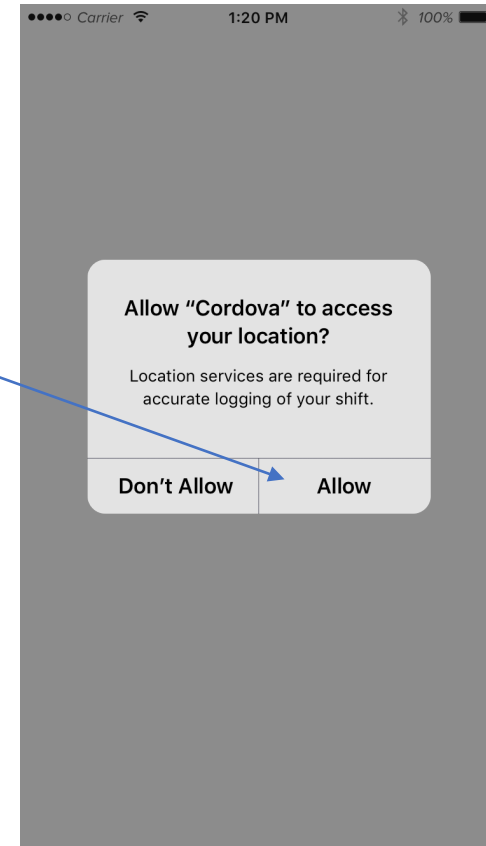 Carrier 1:20 PM 100%
Allow “Cordova” to access
your location?
Location services are required for
accurate logging of your shift.
Don’t Allow Allow